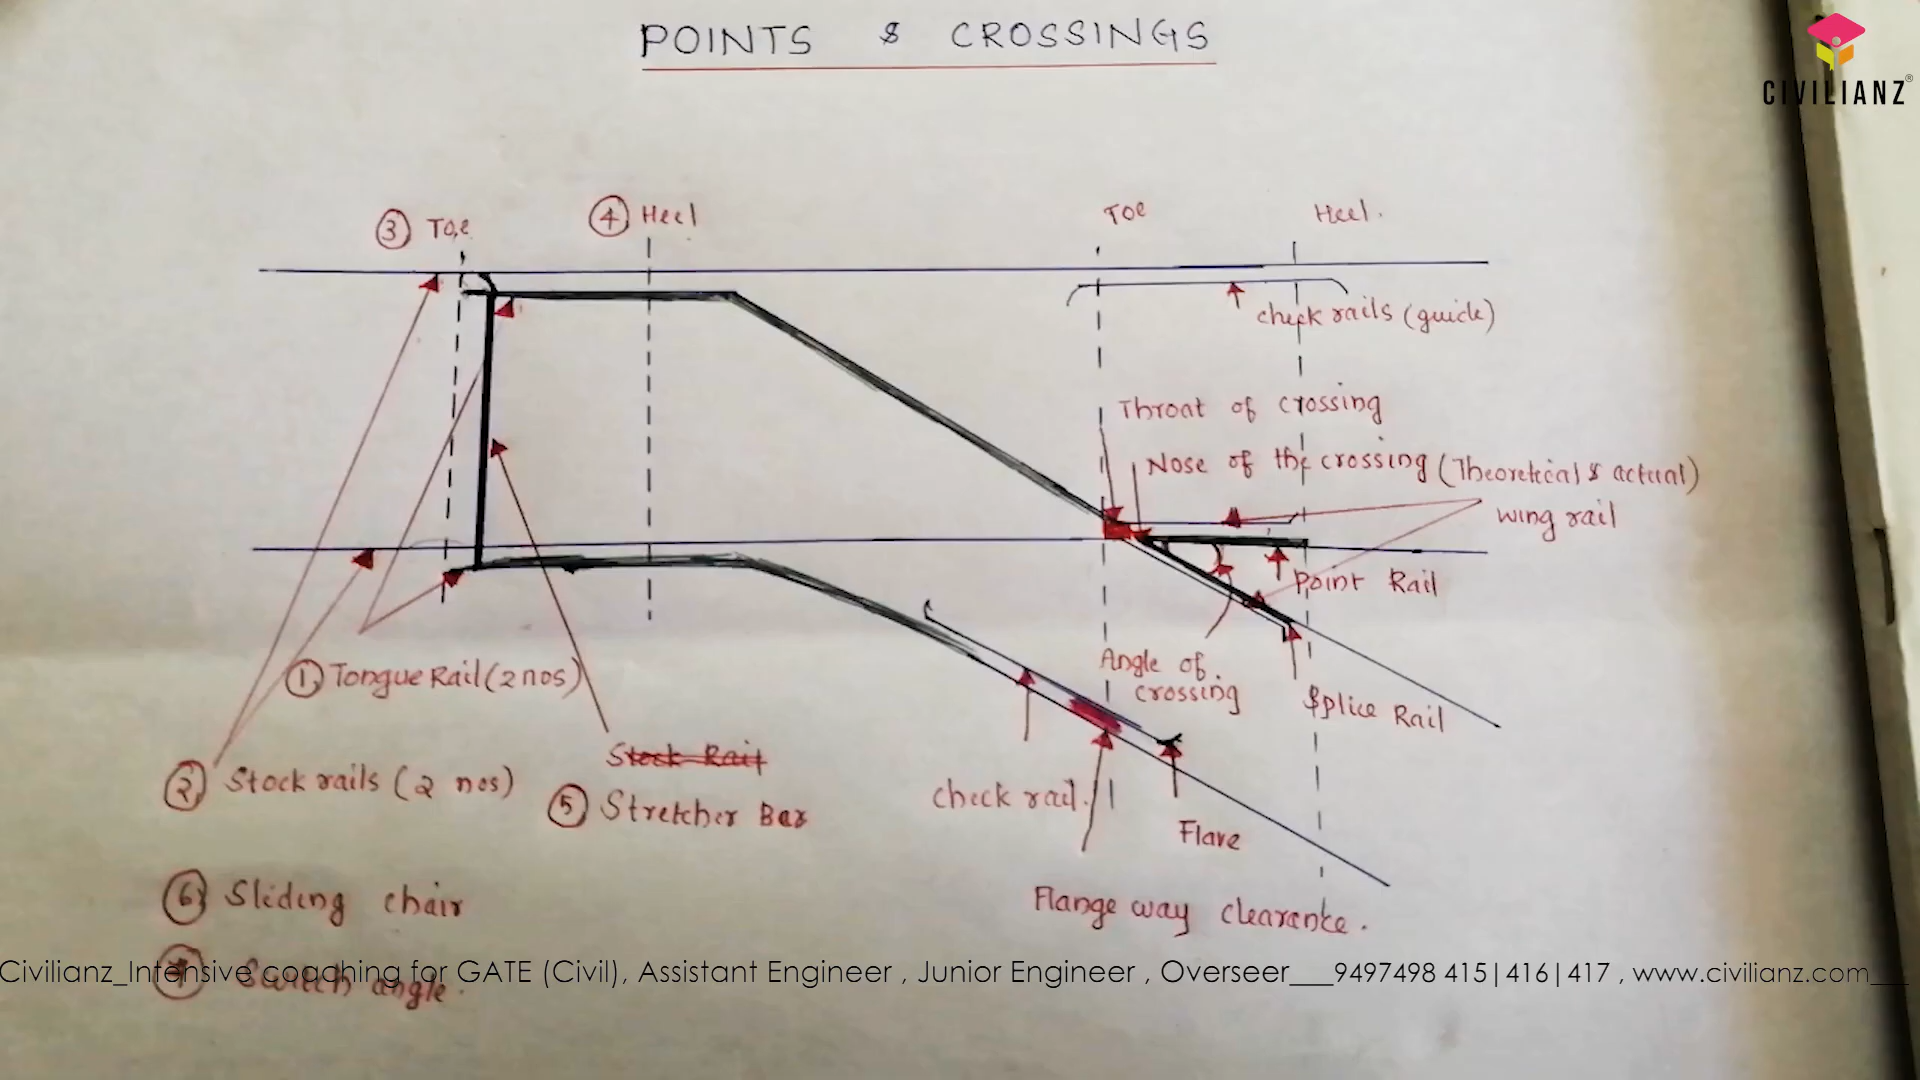 POINTS & CROSSINGS
CIVILIANZ®
③ Toe
④ Heel
Toe
Heel.
check rails (guide)
Throat of crossing
Nose of the crossing (Theoretical & actual)
wing rail
Point Rail
① Tongue Rail (2 nos)
Angle of
crossing
Splice Rail
Stock Rail
② Stock rails (2 nos)
⑤ Stretcher Bar
check rail.
Flare
⑥ Sliding chair
Flange way clearance.
⑦ Switch angle.
Civilianz_Intensive coaching for GATE (Civil), Assistant Engineer , Junior Engineer , Overseer___9497498 415|416|417 , www.civilianz.com___